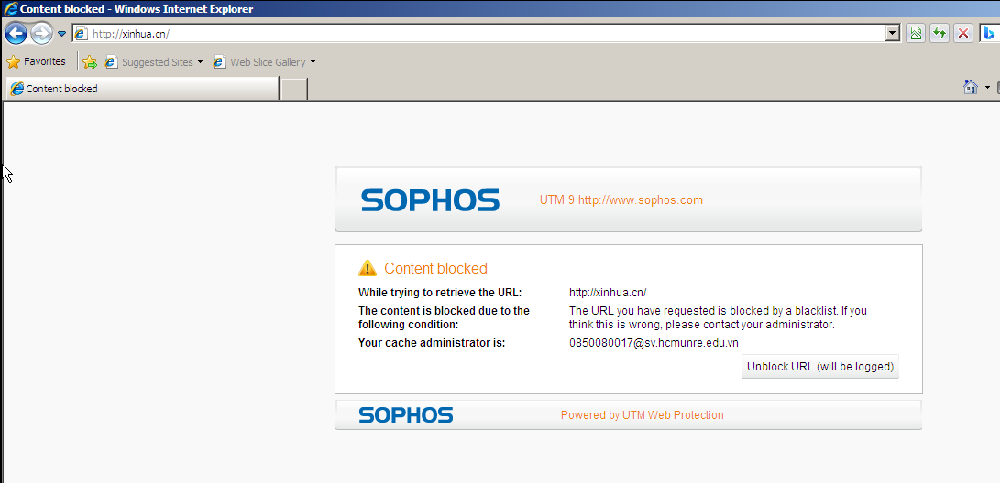 Content blocked - Windows Internet Explorer
http://xinhua.cn/
Favorites Suggested Sites Web Slice Gallery
Content blocked
SOPHOS UTM 9 http://www.sophos.com
Content blocked
While trying to retrieve the URL: http://xinhua.cn/
The content is blocked due to the The URL you have requested is blocked by a blacklist. If you
following condition: think this is wrong, please contact your administrator.
Your cache administrator is: 0850080017@sv.hcmunre.edu.vn
Unblock URL (will be logged)
SOPHOS Powered by UTM Web Protection